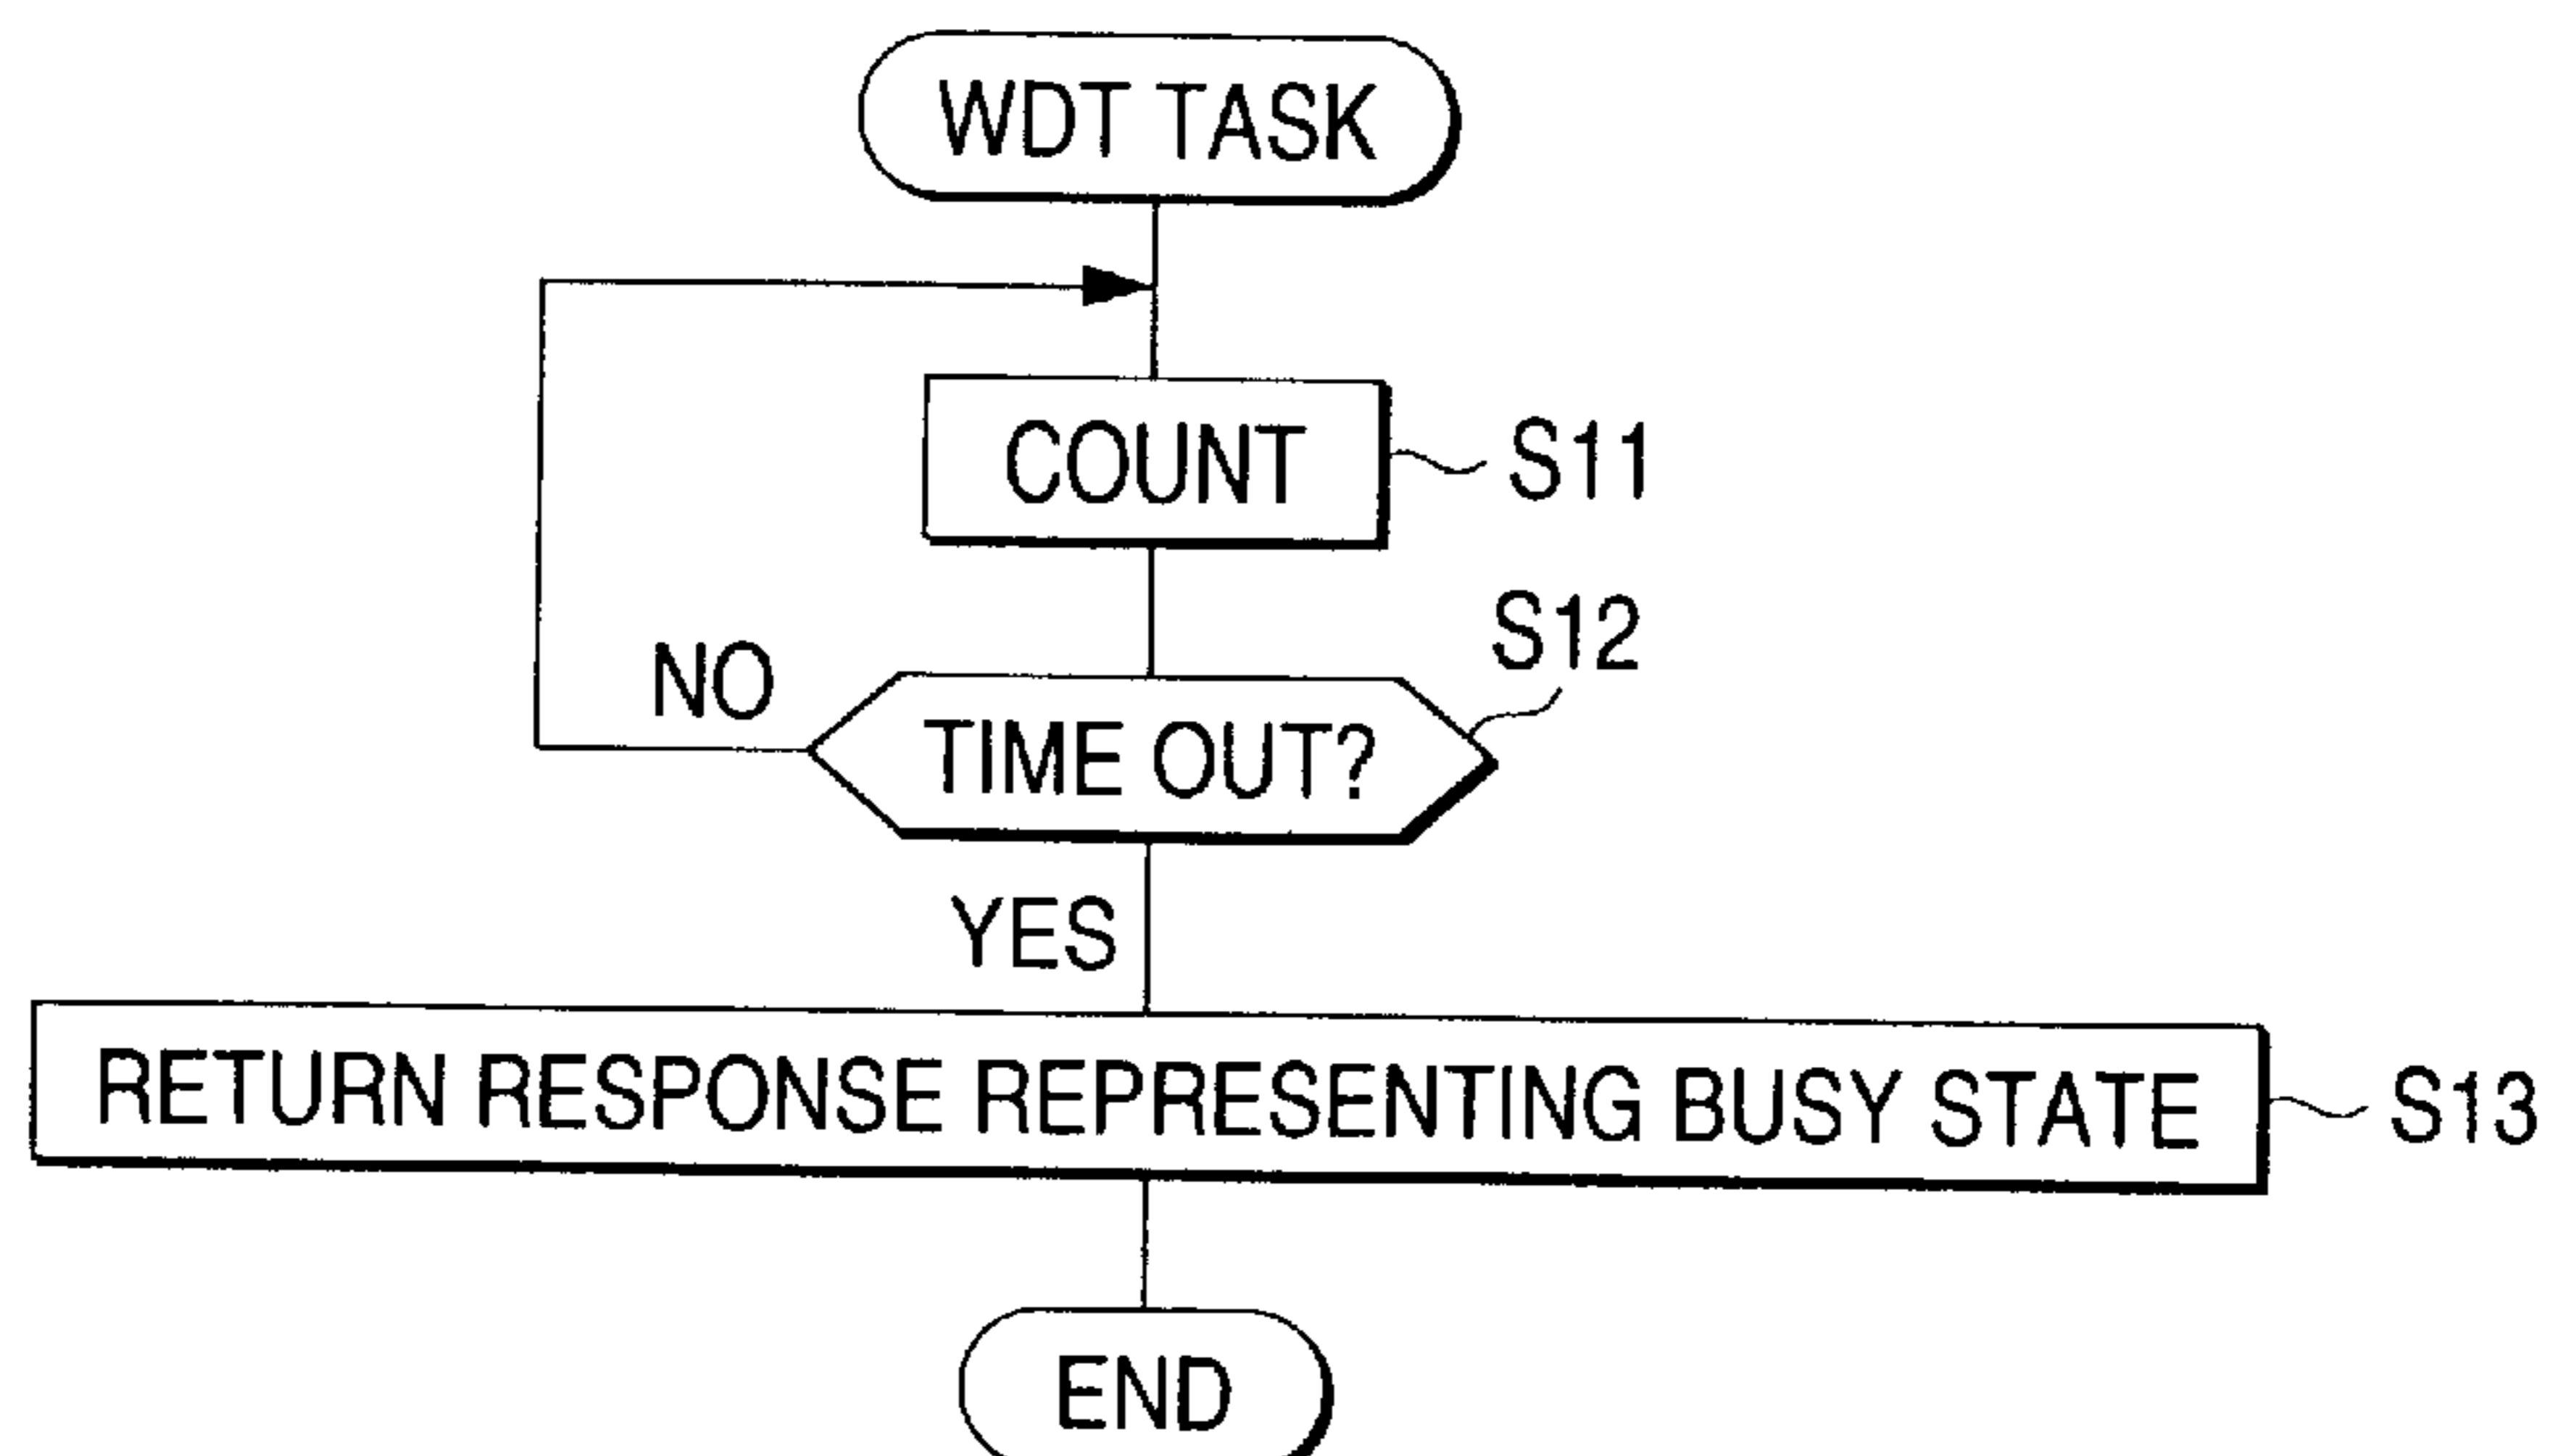 WDT TASK
COUNT
S11
S12
NO
TIME OUT?
YES
RETURN RESPONSE REPRESENTING BUSY STATE
S13
END